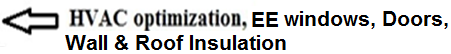 HVAC optimization, EE windows, Doors,
Wall & Roof Insulation